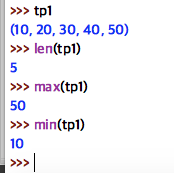 >>> tp1
(10, 20, 30, 40, 50)
>>> len(tp1)
5
>>> max(tp1)
50
>>> min(tp1)
10
>>>